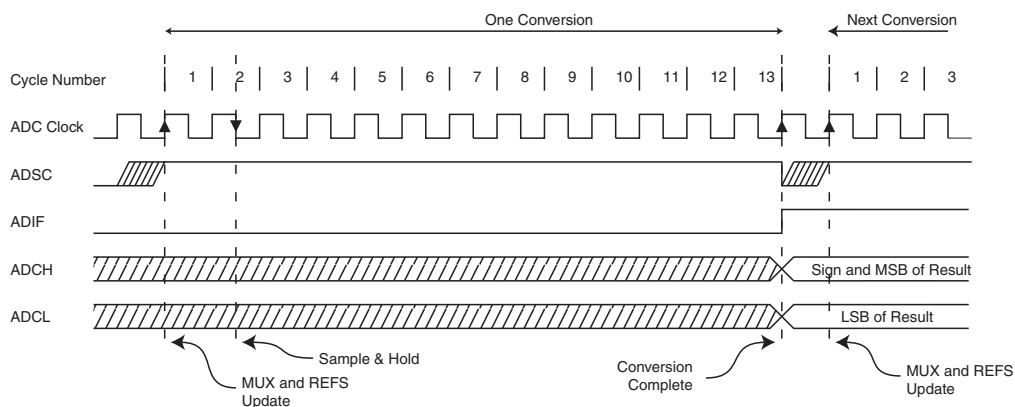 One Conversion Next Conversion
Cycle Number 1 2 3 4 5 6 7 8 9 10 11 12 13 1 2 3
ADC Clock
ADSC
ADIF
ADCH Sign and MSB of Result
ADCL LSB of Result
Sample & Hold
MUX and REFS
Update
Conversion
Complete
MUX and REFS
Update